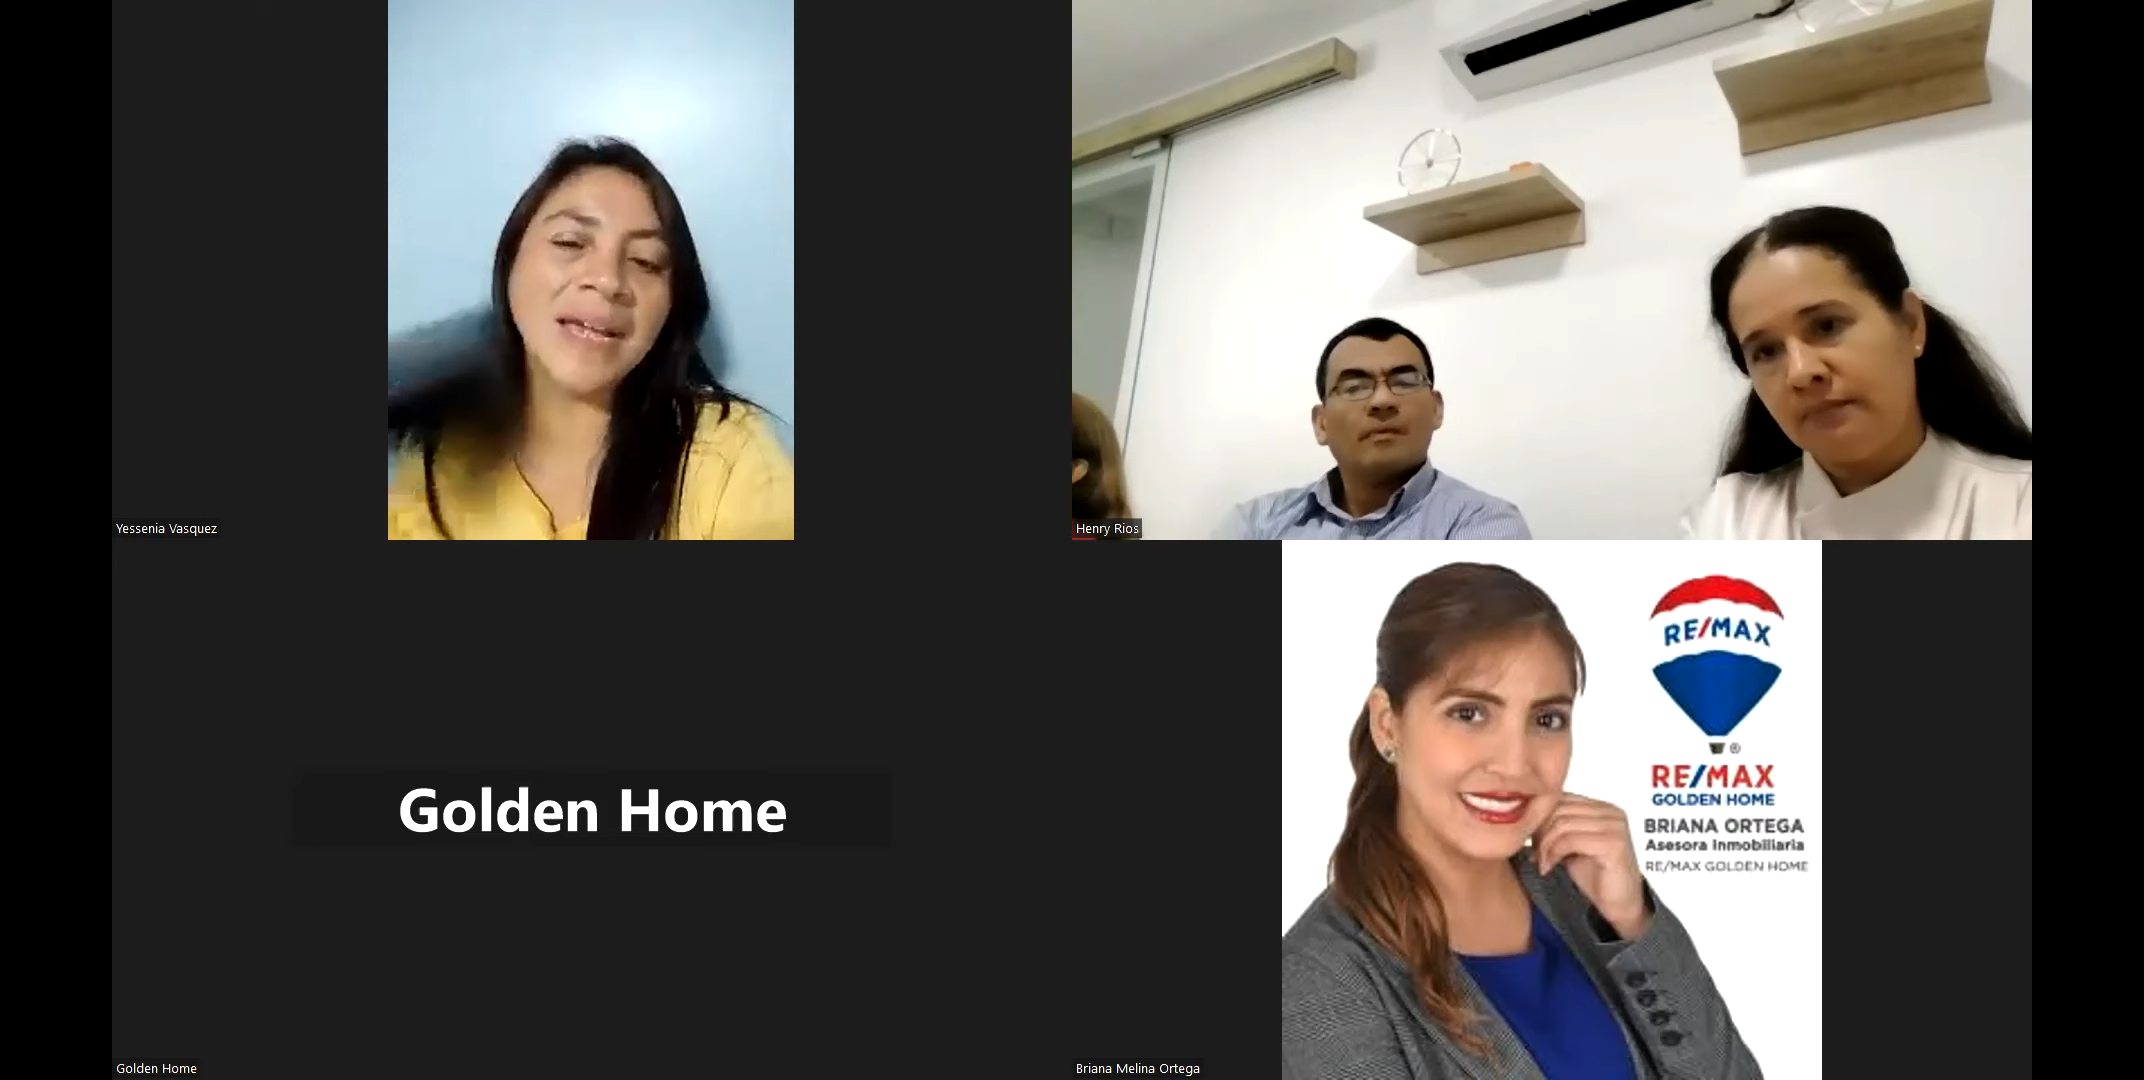 Yessenia Vasquez
Henry Rios
Golden Home
Golden Home
RE/MAX
®
RE/MAX
GOLDEN HOME
BRIANA ORTEGA
Asesora Inmobiliaria
RE/MAX GOLDEN HOME
Briana Melina Ortega